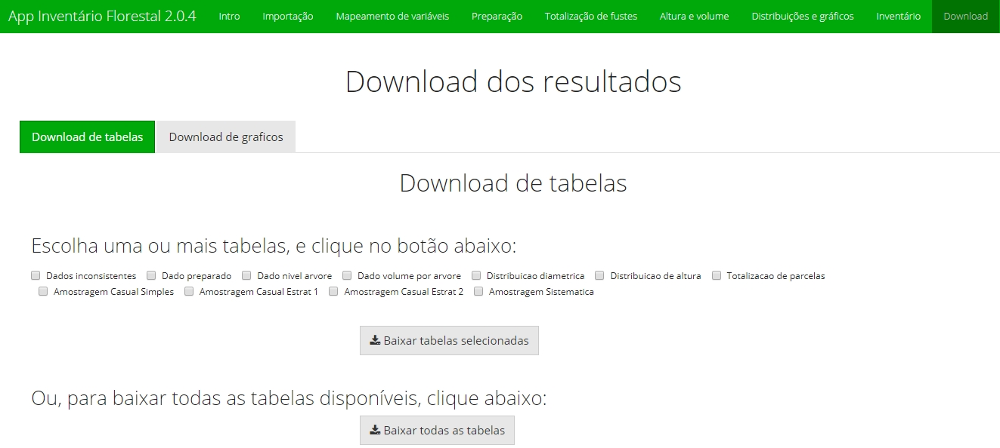 App Inventário Florestal 2.0.4 Intro Importação Mapeamento de variáveis Preparação Totalização de fustes Altura e volume Distribuições e gráficos Inventário Download
Download dos resultados
Download de tabelas Download de graficos
Download de tabelas
Escolha uma ou mais tabelas, e clique no botão abaixo:
Dados inconsistentes Dado preparado Dado nivel arvore Dado volume por arvore Distribuicao diametrica Distribuicao de altura Totalizacao de parcelas
Amostragem Casual Simples Amostragem Casual Estrat 1 Amostragem Casual Estrat 2 Amostragem Sistematica
Baixar tabelas selecionadas
Ou, para baixar todas as tabelas disponíveis, clique abaixo:
Baixar todas as tabelas